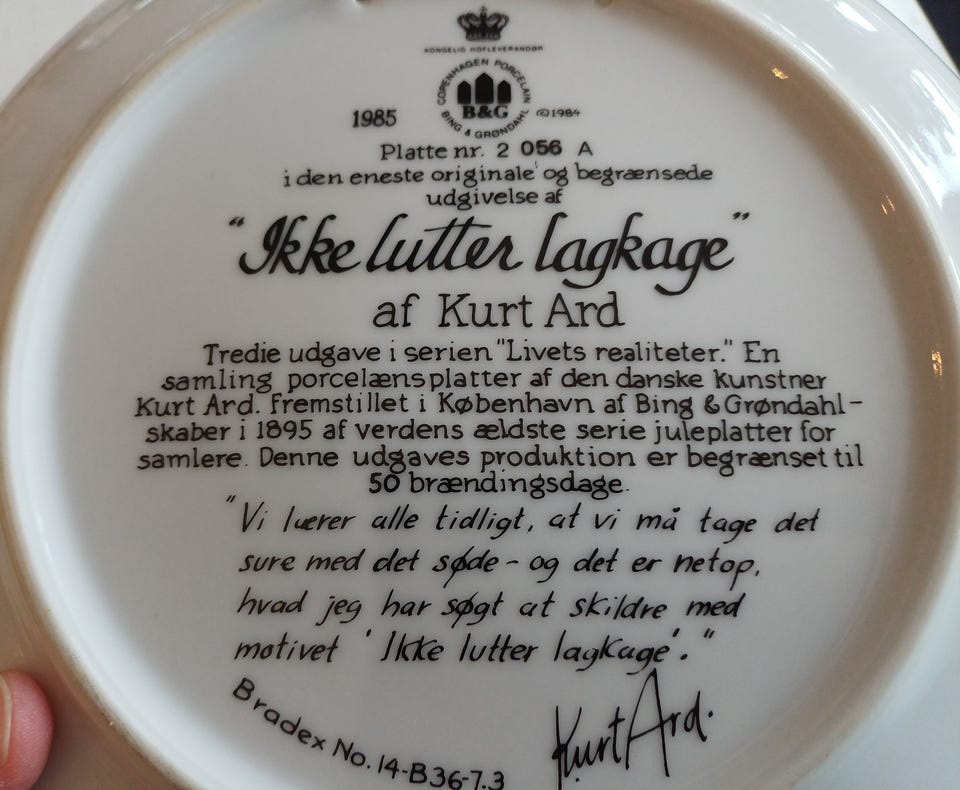 KONGELIG HOFLEVERANDØR
COPENHAGEN PORCELAIN
B&G
BING & GRØNDAHL
1985
©1984
Platte nr. 2 056 A
i den eneste originale og begrænsede
udgivelse af
"Ikke lutter lagkage"
af Kurt Ard
Tredie udgave i serien "Livets realiteter." En
samling porcelænsplatter af den danske kunstner
Kurt Ard. Fremstillet i København af Bing & Grøndahl -
skaber i 1895 af verdens ældste serie juleplatter for
samlere. Denne udgaves produktion er begrænset til
50 brændingsdage.
"Vi lærer alle tidligt, at vi må tage det
sure med det søde - og det er netop,
hvad jeg har søgt at skildre med
motivet 'Ikke lutter lagkage'."
Kurt Ard.
Bradex No. 14-B36-7.3